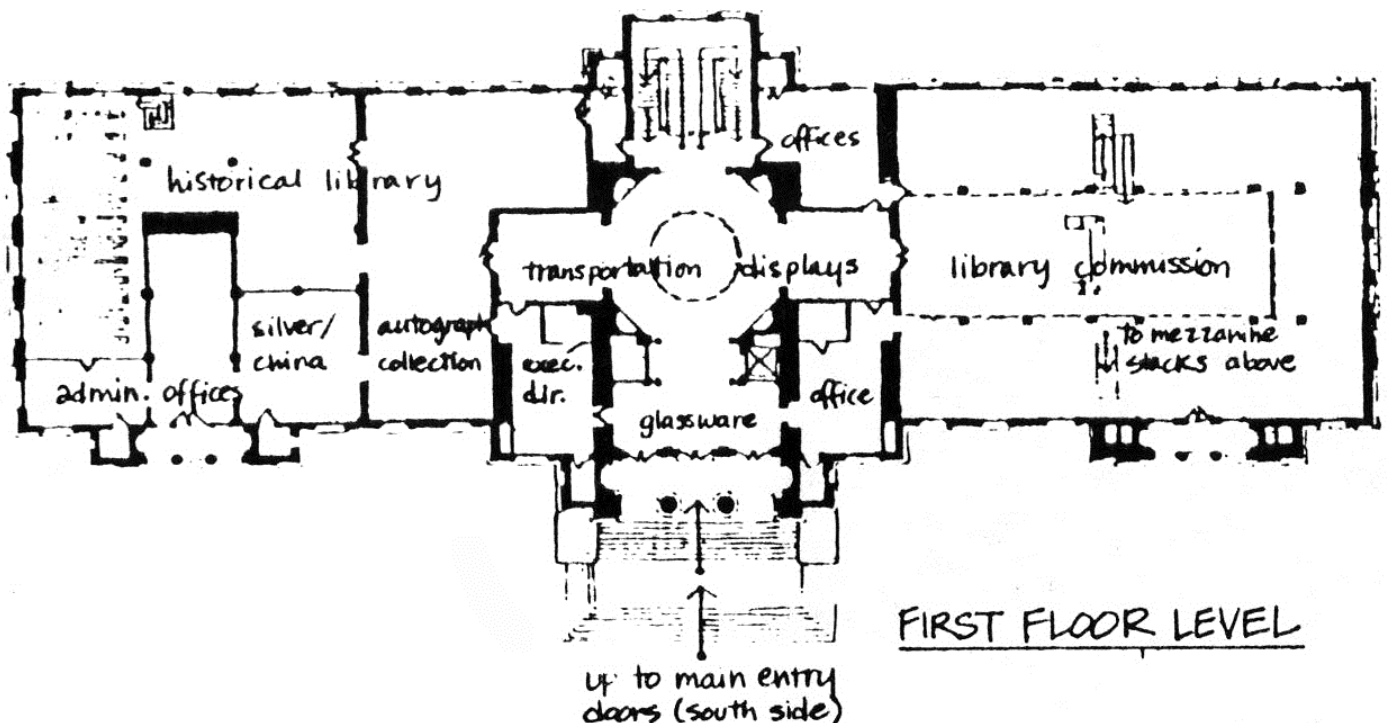 offices
historical library
transportation displays
library commission
silver/
china
autograph
collection
exec.
dir.
to mezzanine
stacks above
admin. offices
office
glassware
FIRST FLOOR LEVEL
up to main entry
doors (south side)